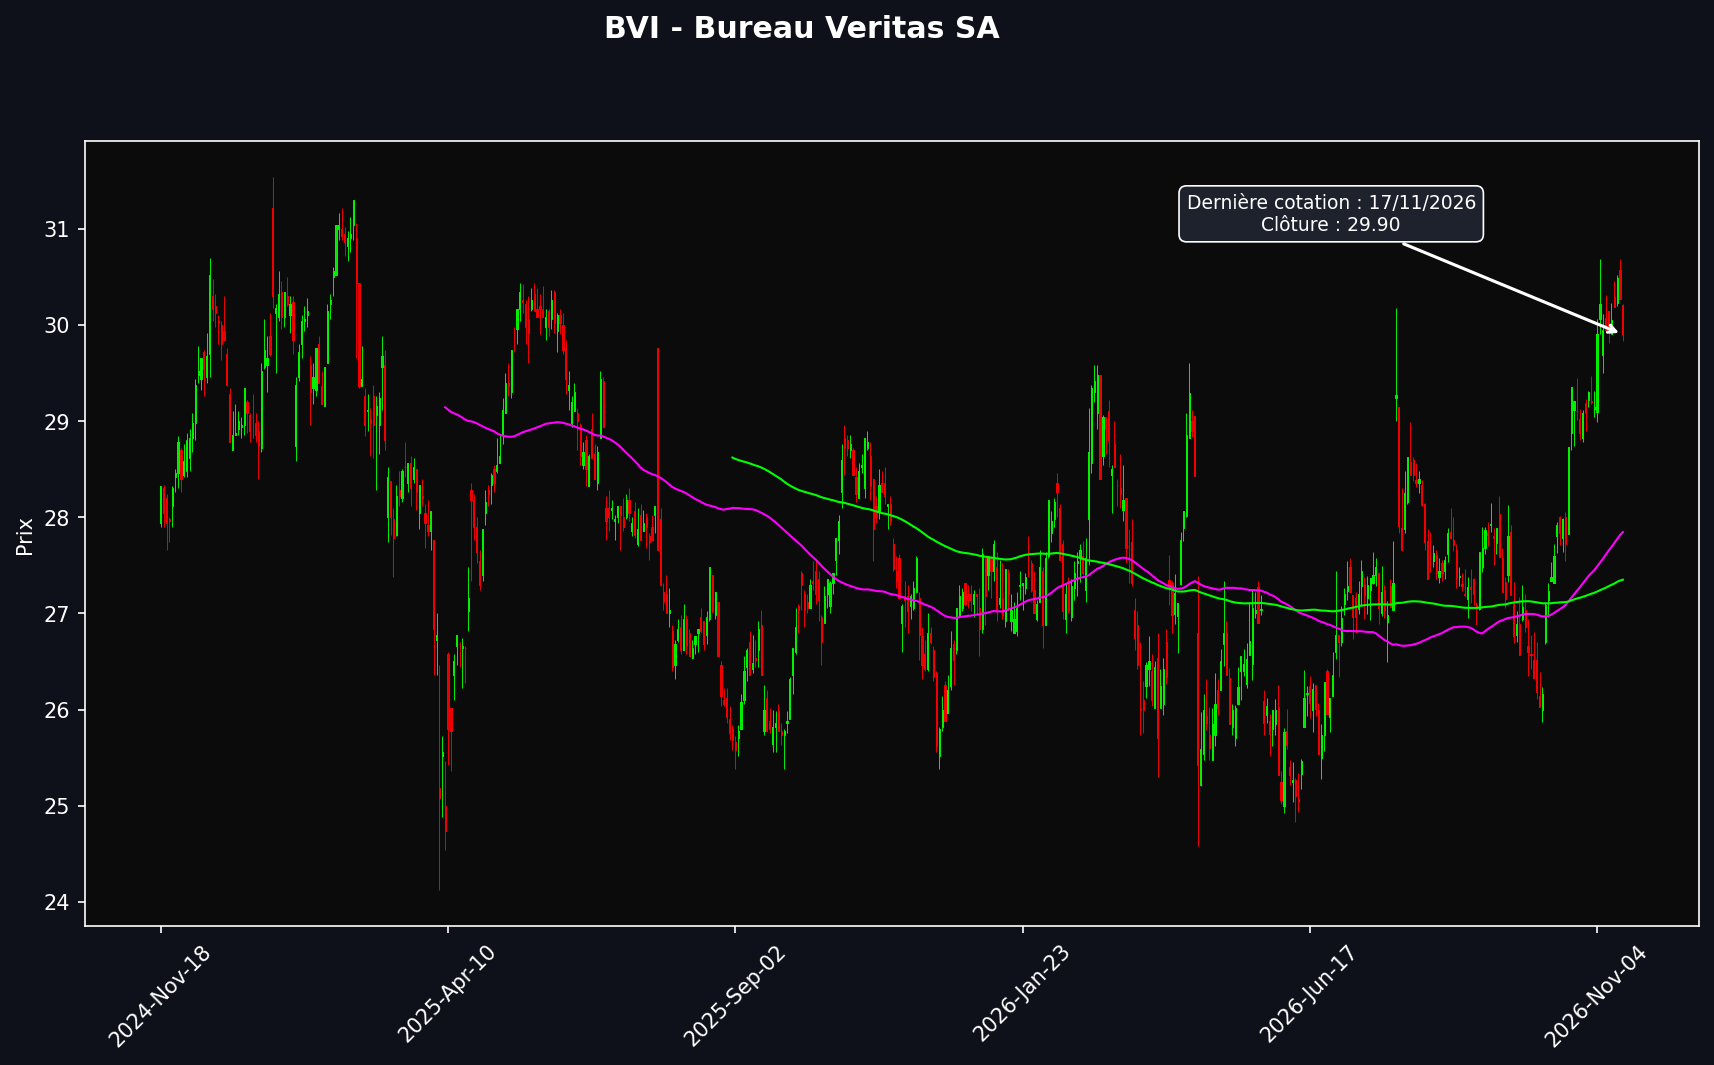 BVI - Bureau Veritas SA
Dernière cotation : 17/11/2026
Clôture : 29.90
Prix
31
30
29
28
27
26
25
24
2024-Nov-18
2025-Apr-10
2025-Sep-02
2026-Jan-23
2026-Jun-17
2026-Nov-04